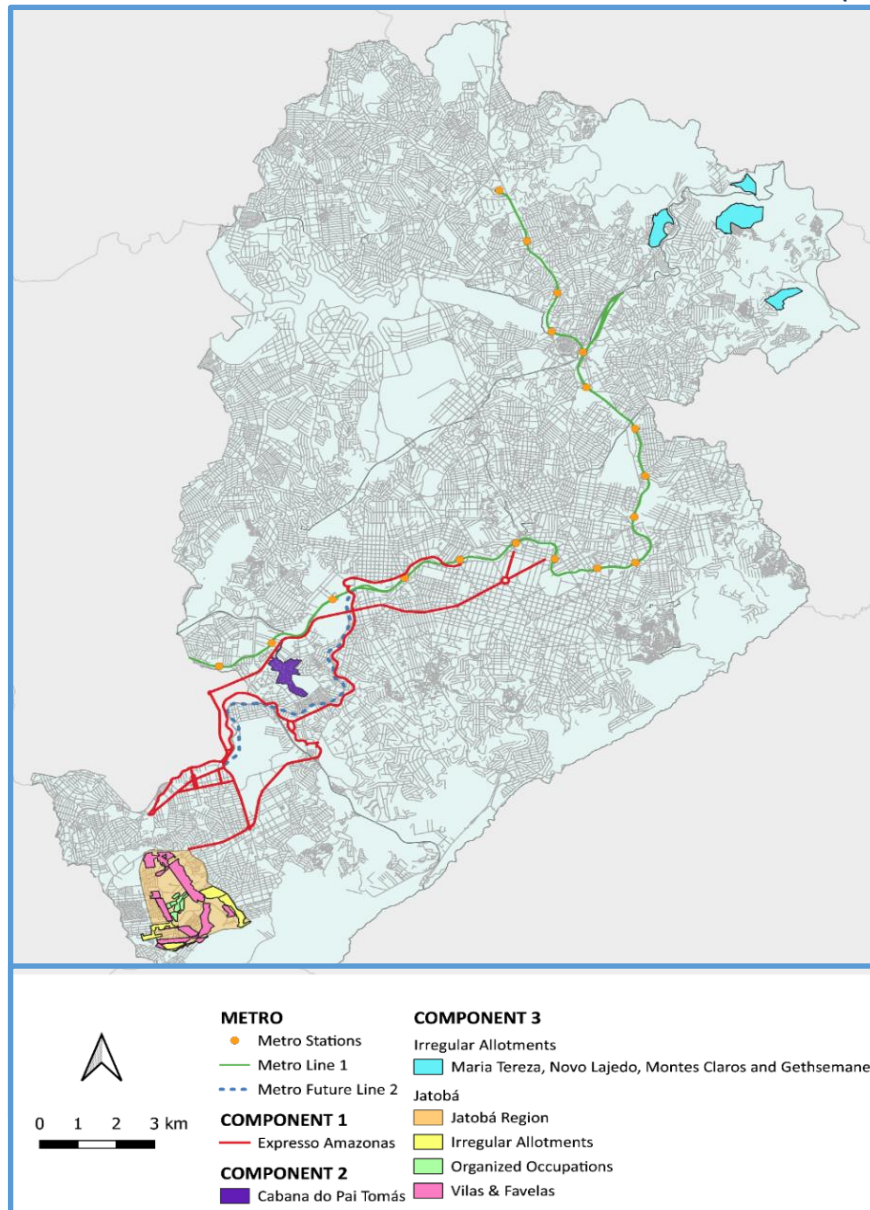 METRO
Metro Stations
Metro Line 1
Metro Future Line 2
COMPONENT 1
Expresso Amazonas
COMPONENT 2
Cabana do Pai Tomás
COMPONENT 3
Irregular Allotments
Maria Tereza, Novo Lajedo, Montes Claros and Gethsemane
Jatobá
Jatobá Region
Irregular Allotments
Organized Occupations
Vilas & Favelas
0 1 2 3 km